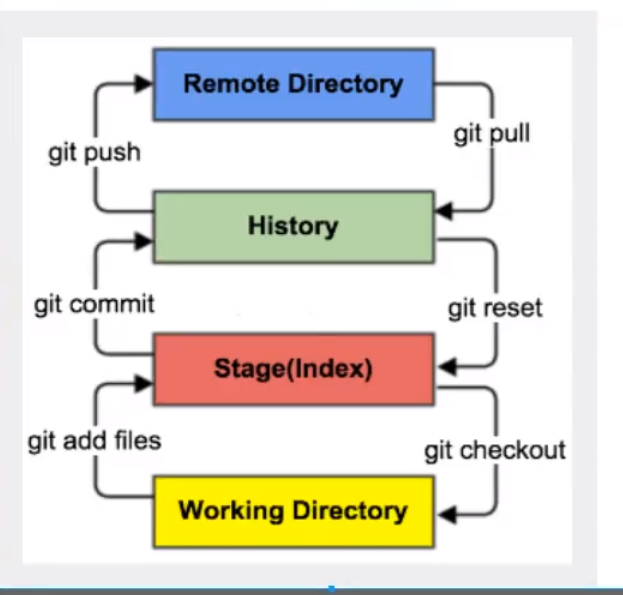 Remote Directory
git pull
git push
History
git commit
git reset
Stage(Index)
git add files
git checkout
Working Directory